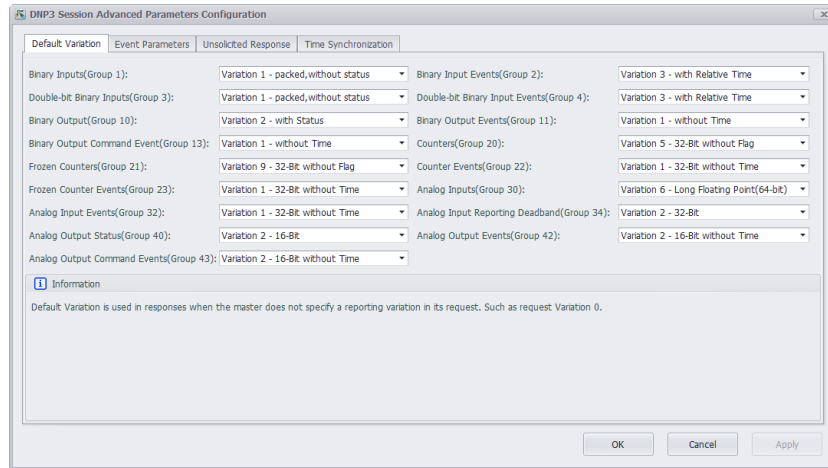 DNP3 Session Advanced Parameters Configuration
Default Variation Event Parameters Unsolicited Response Time Synchronization
Binary Inputs(Group 1): Variation 1 - packed,without status Binary Input Events(Group 2): Variation 3 - with Relative Time
Double-bit Binary Inputs(Group 3): Variation 1 - packed,without status Double-bit Binary Input Events(Group 4): Variation 3 - with Relative Time
Binary Output(Group 10): Variation 2 - with Status Binary Output Events(Group 11): Variation 1 - without Time
Binary Output Command Event(Group 13): Variation 1 - without Time Counters(Group 20): Variation 5 - 32-Bit without Flag
Frozen Counters(Group 21): Variation 9 - 32-Bit without Flag Counter Events(Group 22): Variation 1 - 32-Bit without Time
Frozen Counter Events(Group 23): Variation 1 - 32-Bit without Time Analog Inputs(Group 30): Variation 6 - Long Floating Point(64-bit)
Analog Input Events(Group 32): Variation 1 - 32-Bit without Time Analog Input Reporting Deadband(Group 34): Variation 2 - 32-Bit
Analog Output Status(Group 40): Variation 2 - 16-Bit Analog Output Events(Group 42): Variation 2 - 16-Bit without Time
Analog Output Command Events(Group 43): Variation 2 - 16-Bit without Time
Information
Default Variation is used in responses when the master does not specify a reporting variation in its request. Such as request Variation 0.
OK Cancel Apply